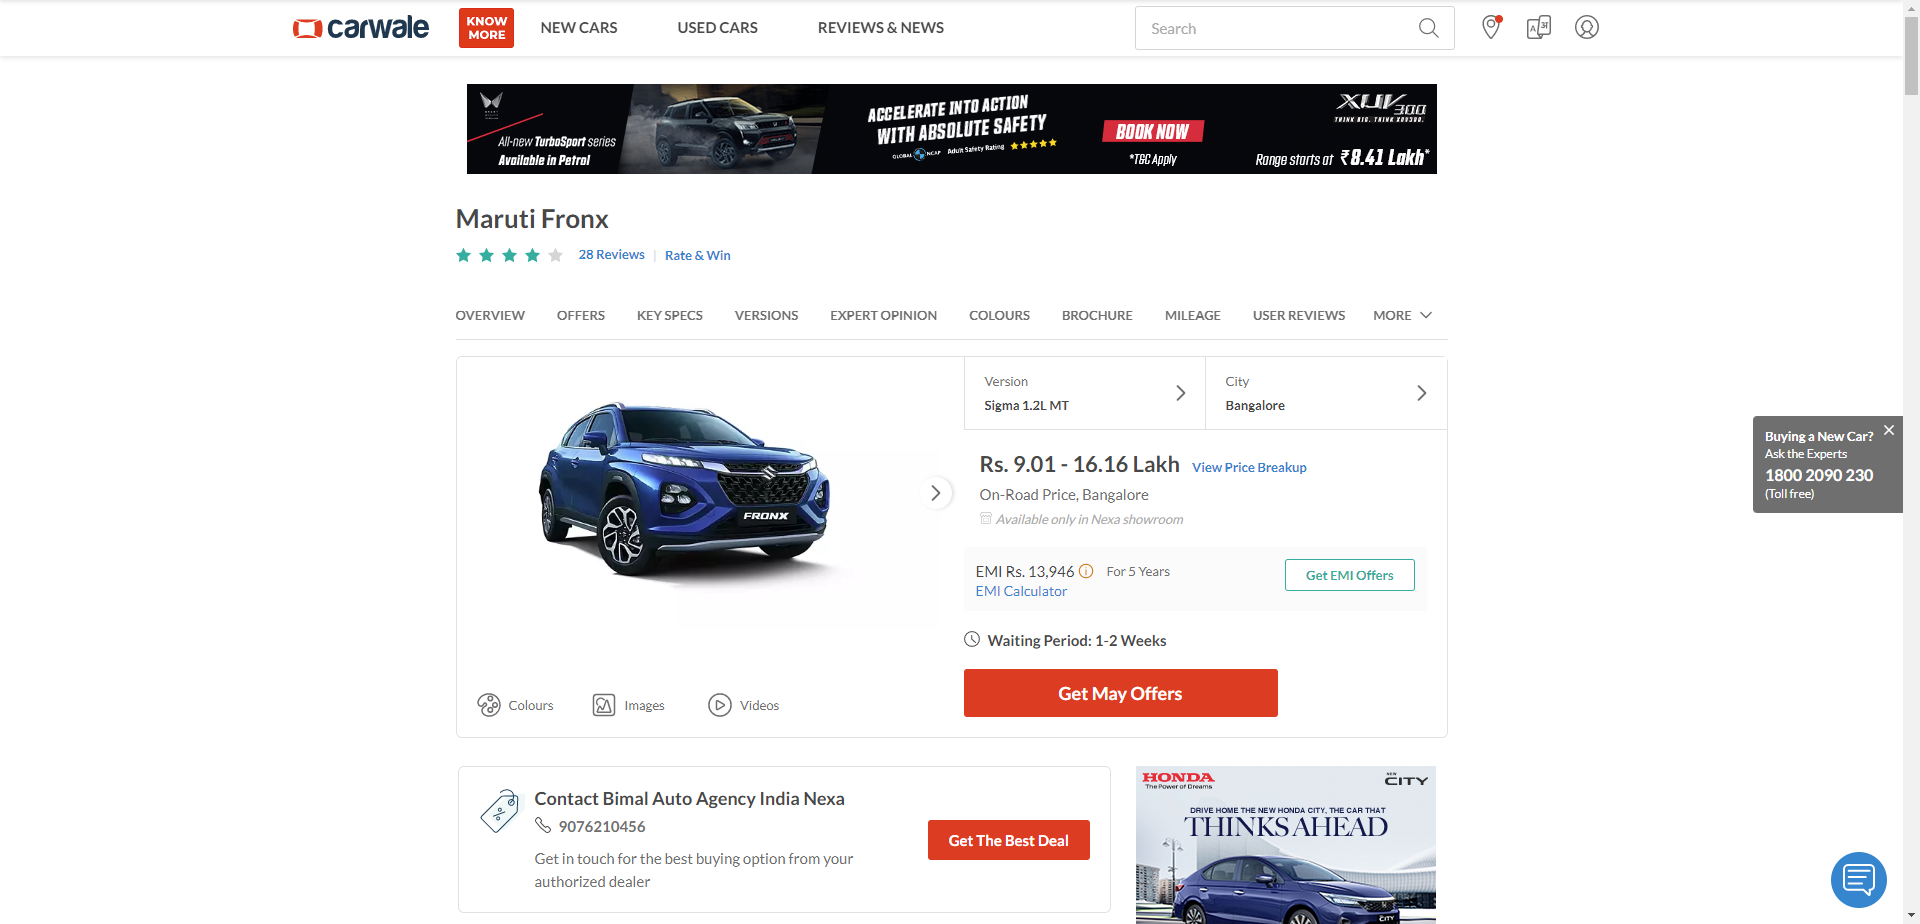 carwale
KNOW
MORE
NEW CARS
USED CARS
REVIEWS & NEWS
Search
All-new TurboSport series
Available in Petrol
ACCELERATE INTO ACTION
WITH ABSOLUTE SAFETY
GLOBAL NCAP Adult Safety Rating
BOOK NOW
*T&C Apply
XUV300
THINK BIG. THINK XUV300.
Range starts at ₹8.41 Lakh*
Maruti Fronx
28 Reviews | Rate & Win
OVERVIEW
OFFERS
KEY SPECS
VERSIONS
EXPERT OPINION
COLOURS
BROCHURE
MILEAGE
USER REVIEWS
MORE
FRONX
Colours
Images
Videos
Version
Sigma 1.2L MT
City
Bangalore
Rs. 9.01 - 16.16 Lakh View Price Breakup
On-Road Price, Bangalore
Available only in Nexa showroom
EMI Rs. 13,946 For 5 Years
EMI Calculator
Get EMI Offers
Waiting Period: 1-2 Weeks
Get May Offers
Buying a New Car?
Ask the Experts
1800 2090 230
(Toll free)
Contact Bimal Auto Agency India Nexa
9076210456
Get in touch for the best buying option from your
authorized dealer
Get The Best Deal
HONDA
The Power of Dreams
NEW
CITY
DRIVE HOME THE NEW HONDA CITY, THE CAR THAT
THINKS AHEAD
CITY